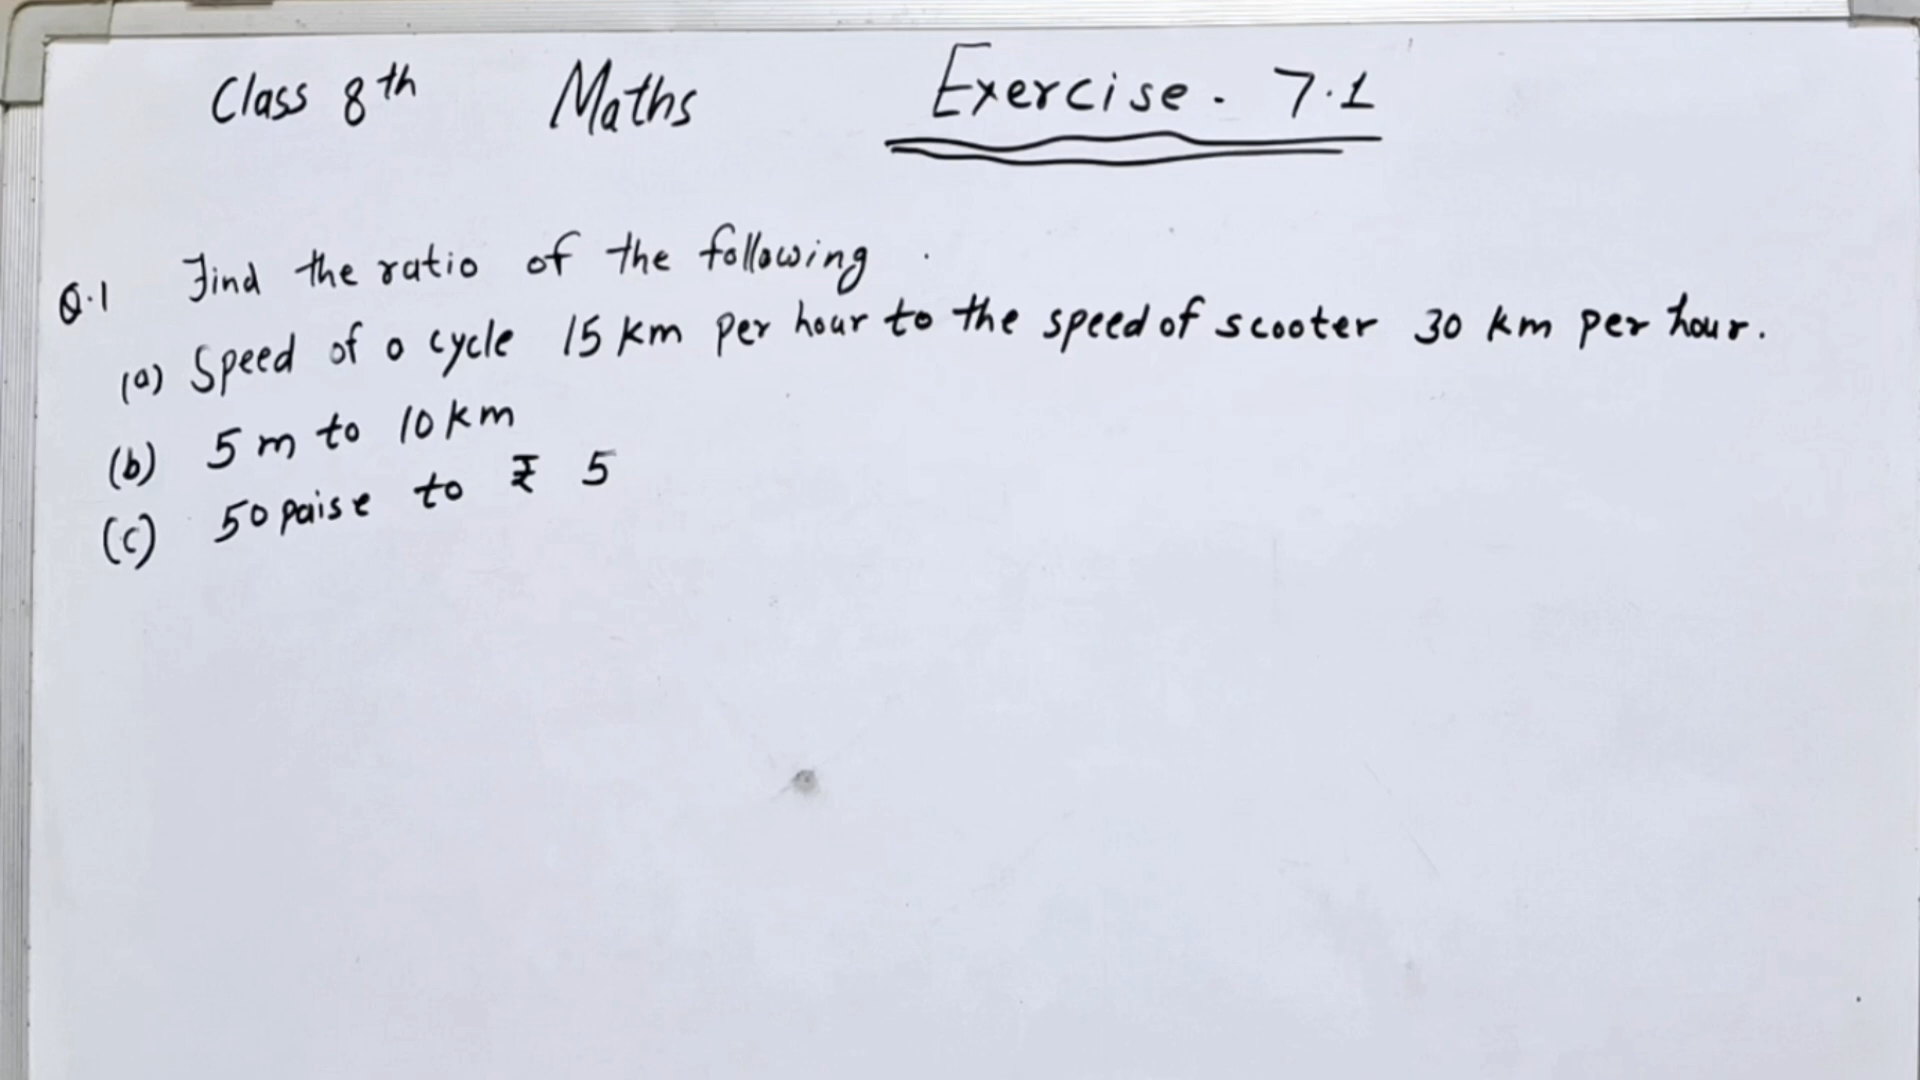 Class 8th Maths Exercise - 7.1
Q.1 Find the ratio of the following.
(a) Speed of a cycle 15 km per hour to the speed of scooter 30 km per hour.
(b) 5 m to 10 km
(c) 50 paise to ₹ 5